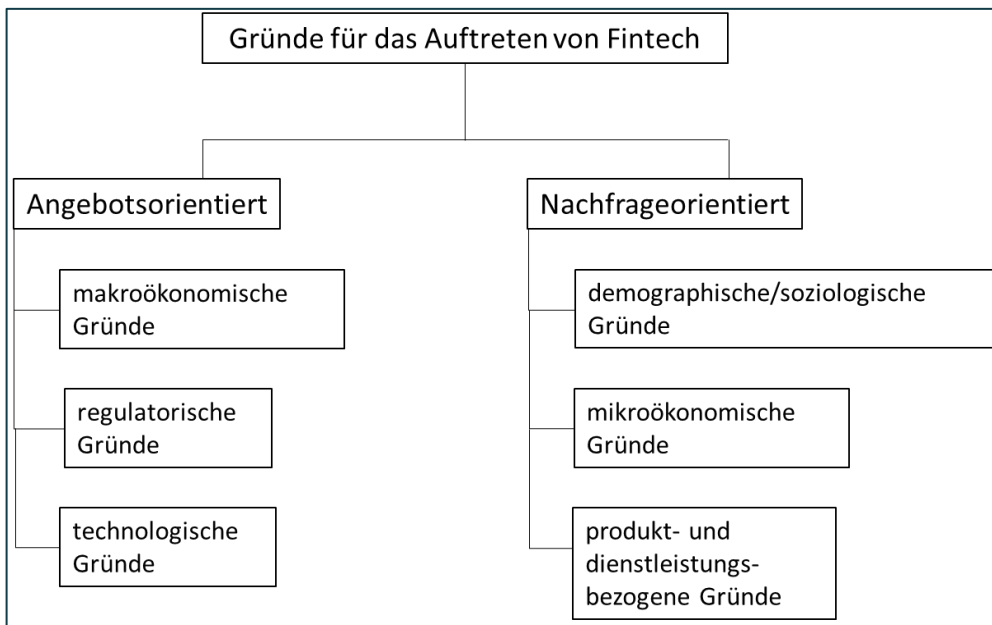 Gründe für das Auftreten von Fintech
Angebotsorientiert
makroökonomische
Gründe
regulatorische
Gründe
technologische
Gründe
Nachfrageorientiert
demographische/soziologische
Gründe
mikroökonomische
Gründe
produkt- und
dienstleistungs-
bezogene Gründe